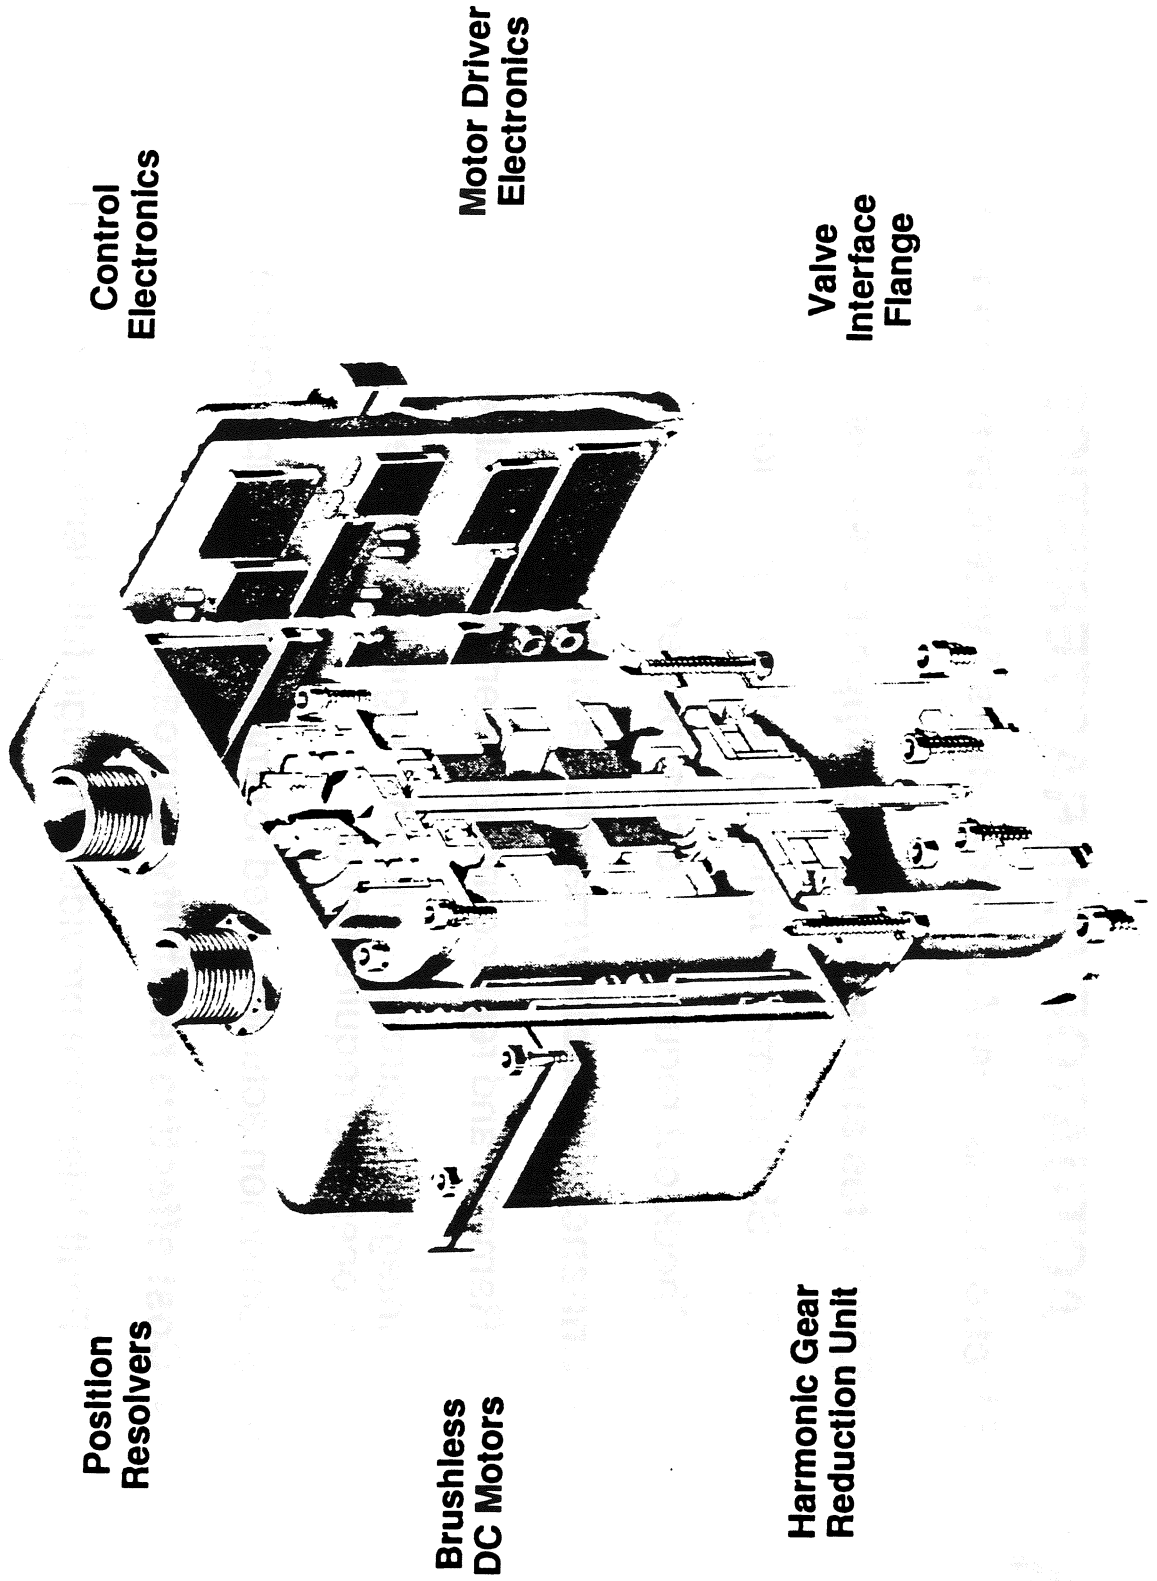 Position
Resolvers
Control
Electronics
Brushless
DC Motors
Motor Driver
Electronics
Harmonic Gear
Reduction Unit
Valve
Interface
Flange